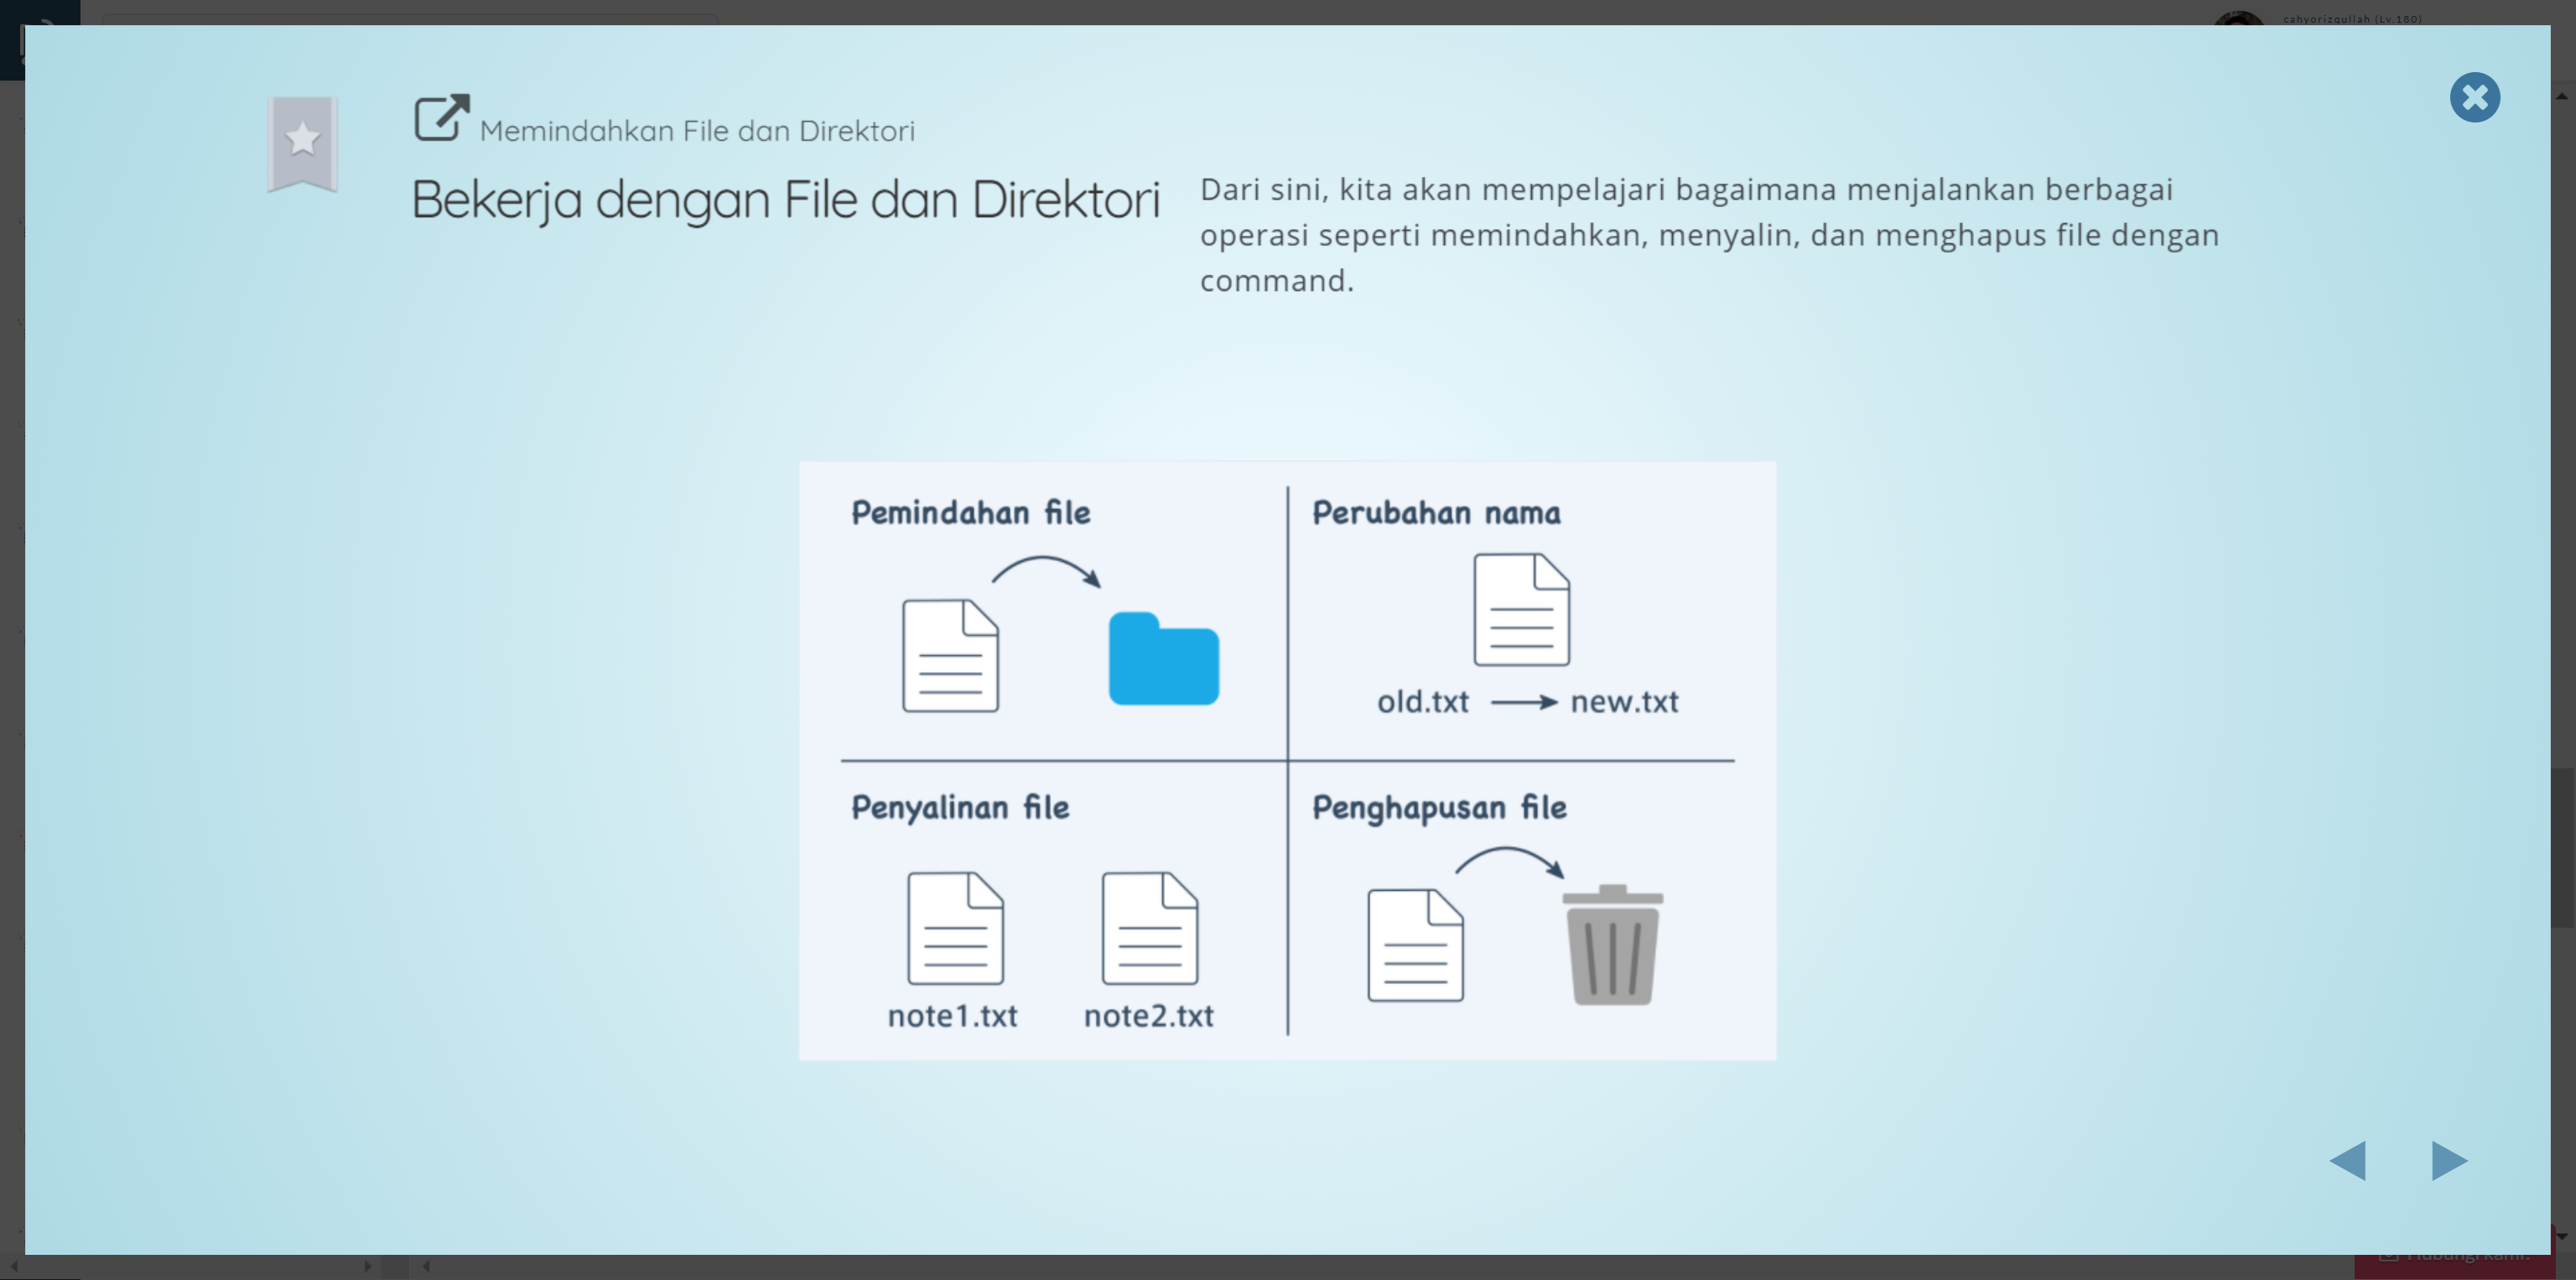 cahyorizqullah (Lv.180)
Memindahkan File dan Direktori
Bekerja dengan File dan Direktori
Dari sini, kita akan mempelajari bagaimana menjalankan berbagai
operasi seperti memindahkan, menyalin, dan menghapus file dengan
command.
Pemindahan file
Perubahan nama
old.txt
new.txt
Penyalinan file
Penghapusan file
note1.txt
note2.txt